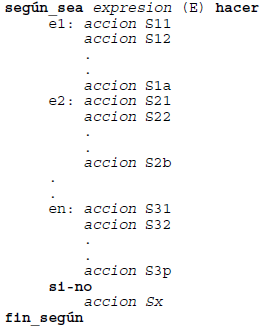 según_sea expresion (E) hacer
e1: accion S11
accion S12
.
.
accion S1a
e2: accion S21
accion S22
.
.
accion S2b
.
.
en: accion S31
accion S32
.
.
accion S3p
si-no
accion Sx
fin_según